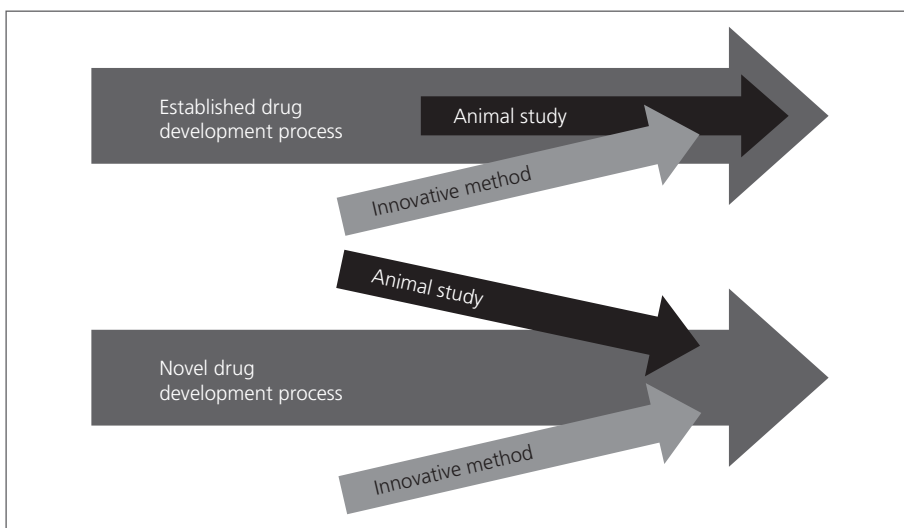 Established drug
development process
Animal study
Innovative method
Animal study
Novel drug
development process
Innovative method